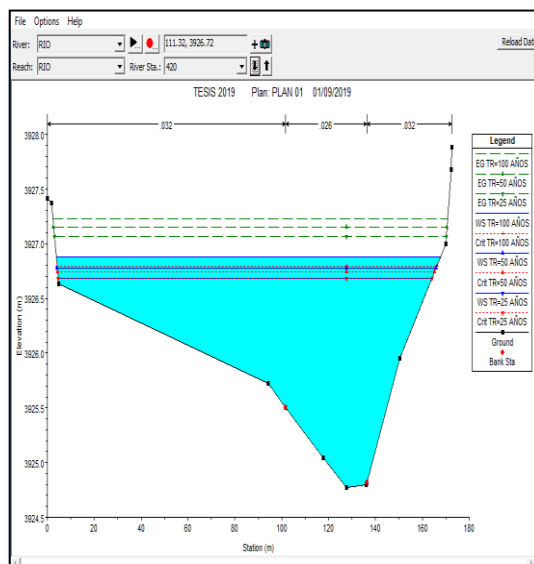 File Options Help
River: RIO 111.32, 3926.72 Reload Data
Reach: RIO River Sta.: 420
TESIS 2019 Plan: PLAN 01 01/09/2019
.032 .026 .032
3928.0
3927.5
3927.0
3926.5
3926.0
3925.5
3925.0
3924.5
Elevation (m)
0 20 40 60 80 100 120 140 160 180
Station (m)
Legend
EG TR=100 AÑOS
EG TR=50 AÑOS
EG TR=25 AÑOS
WS TR=100 AÑOS
Crit TR=100 AÑOS
WS TR=50 AÑOS
Crit TR=50 AÑOS
WS TR=25 AÑOS
Crit TR=25 AÑOS
Ground
Bank Sta